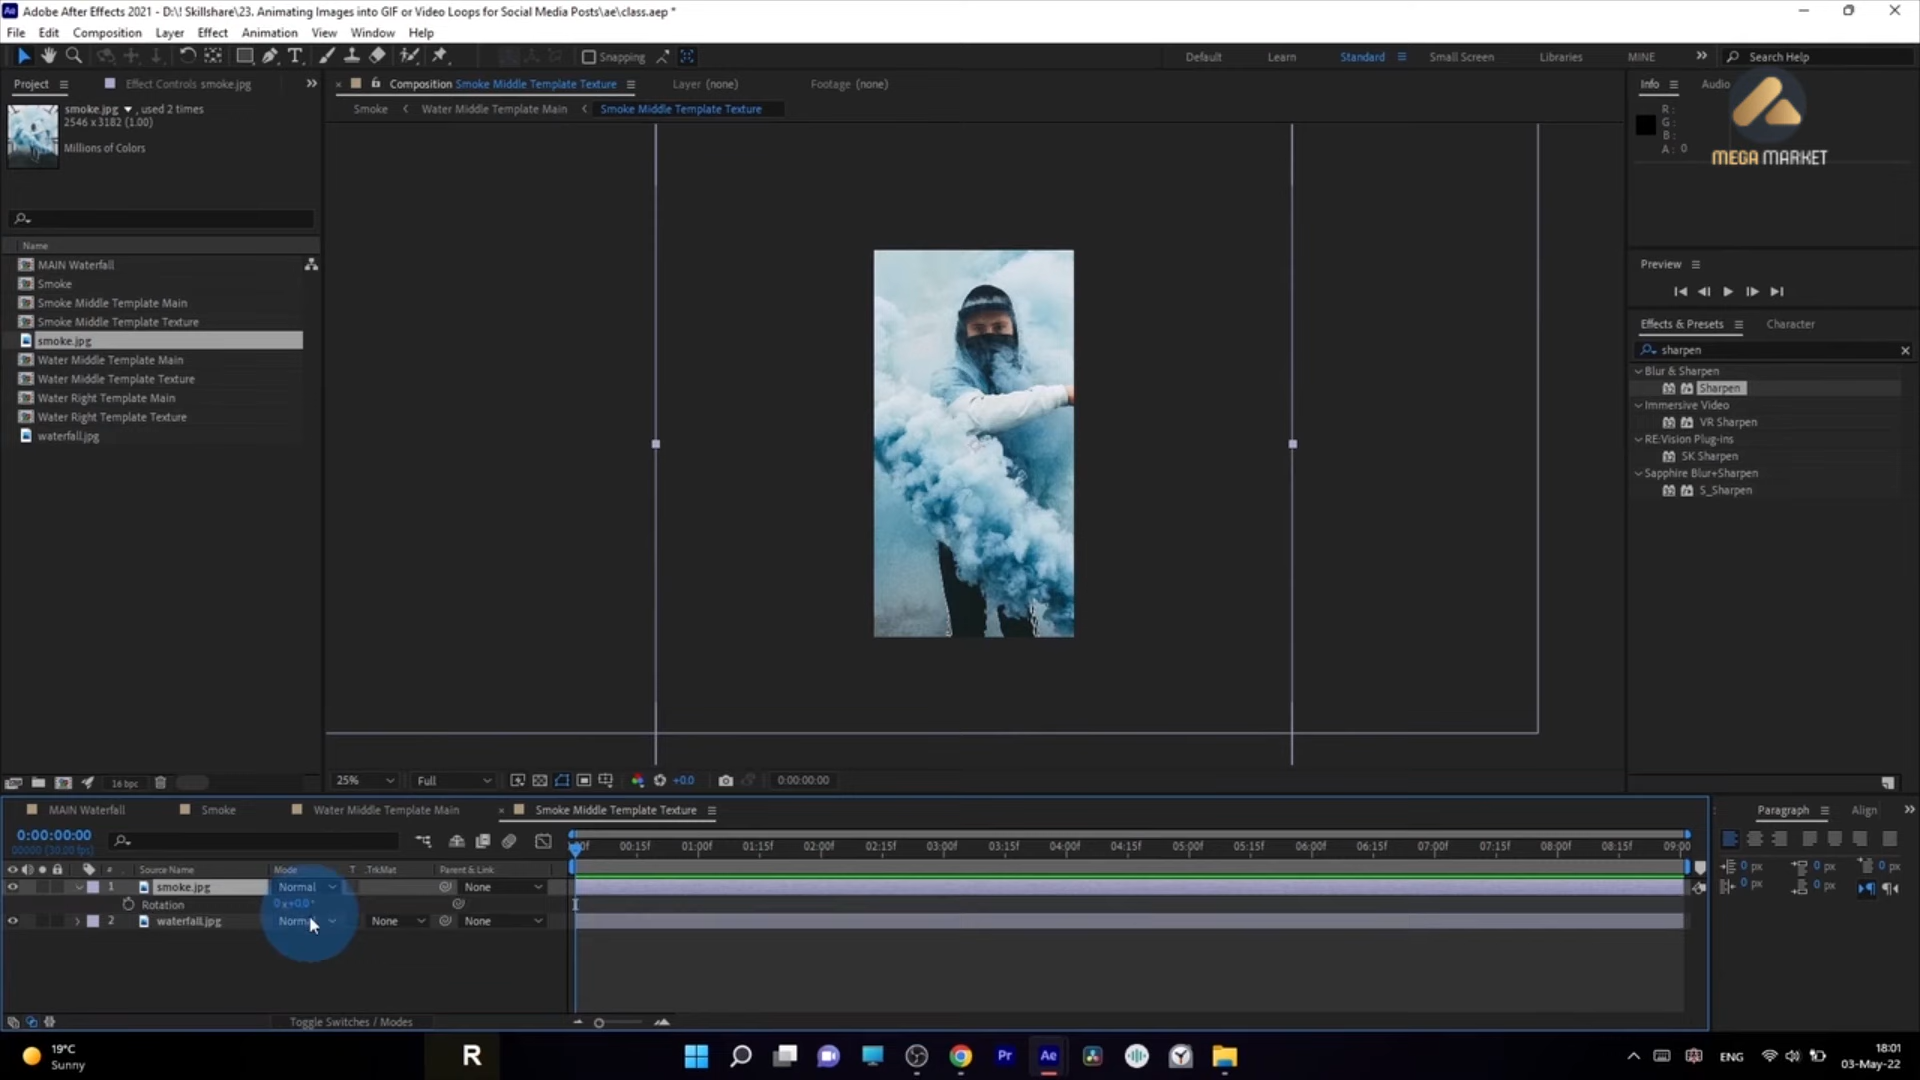 Adobe After Effects 2021 - D:\! Skillshare\23. Animating Images into GIF or Video Loops for Social Media Posts\ae\class.aep *
File Edit Composition Layer Effect Animation View Window Help
Snapping
Default Learn Standard Small Screen Libraries MINE Search Help
Project Effect Controls smoke.jpg
Composition Smoke Middle Template Texture Layer (none) Footage (none)
Info Audio
smoke.jpg , used 2 times
2546 x 3182 (1.00)
Millions of Colors
Smoke Water Middle Template Main Smoke Middle Template Texture
R :
G :
B :
A : 0
MEGA MARKET
Name
MAIN Waterfall
Smoke
Smoke Middle Template Main
Smoke Middle Template Texture
smoke.jpg
Water Middle Template Main
Water Middle Template Texture
Water Right Template Main
Water Right Template Texture
waterfall.jpg
Preview
Effects & Presets Character
sharpen
Blur & Sharpen
Sharpen
Immersive Video
VR Sharpen
RE:Vision Plug-ins
SK Sharpen
Sapphire Blur+Sharpen
S_Sharpen
16 bpc
25% Full +0.0 0:00:00:00
MAIN Waterfall Smoke Water Middle Template Main Smoke Middle Template Texture
Paragraph Align
0:00:00:00
00000 (30.00 fps)
00f 00:15f 01:00f 01:15f 02:00f 02:15f 03:00f 03:15f 04:00f 04:15f 05:00f 05:15f 06:00f 06:15f 07:00f 07:15f 08:00f 08:15f 09:00
0 px 0 px 0 px
0 px 0 px
# Source Name Mode T .TrkMat Parent & Link
1 smoke.jpg Normal None
Rotation 0 x+0.0°
2 waterfall.jpg Normal None None
Toggle Switches / Modes
19°C
Sunny
R
Pr Ae
ENG
18:01
03-May-22